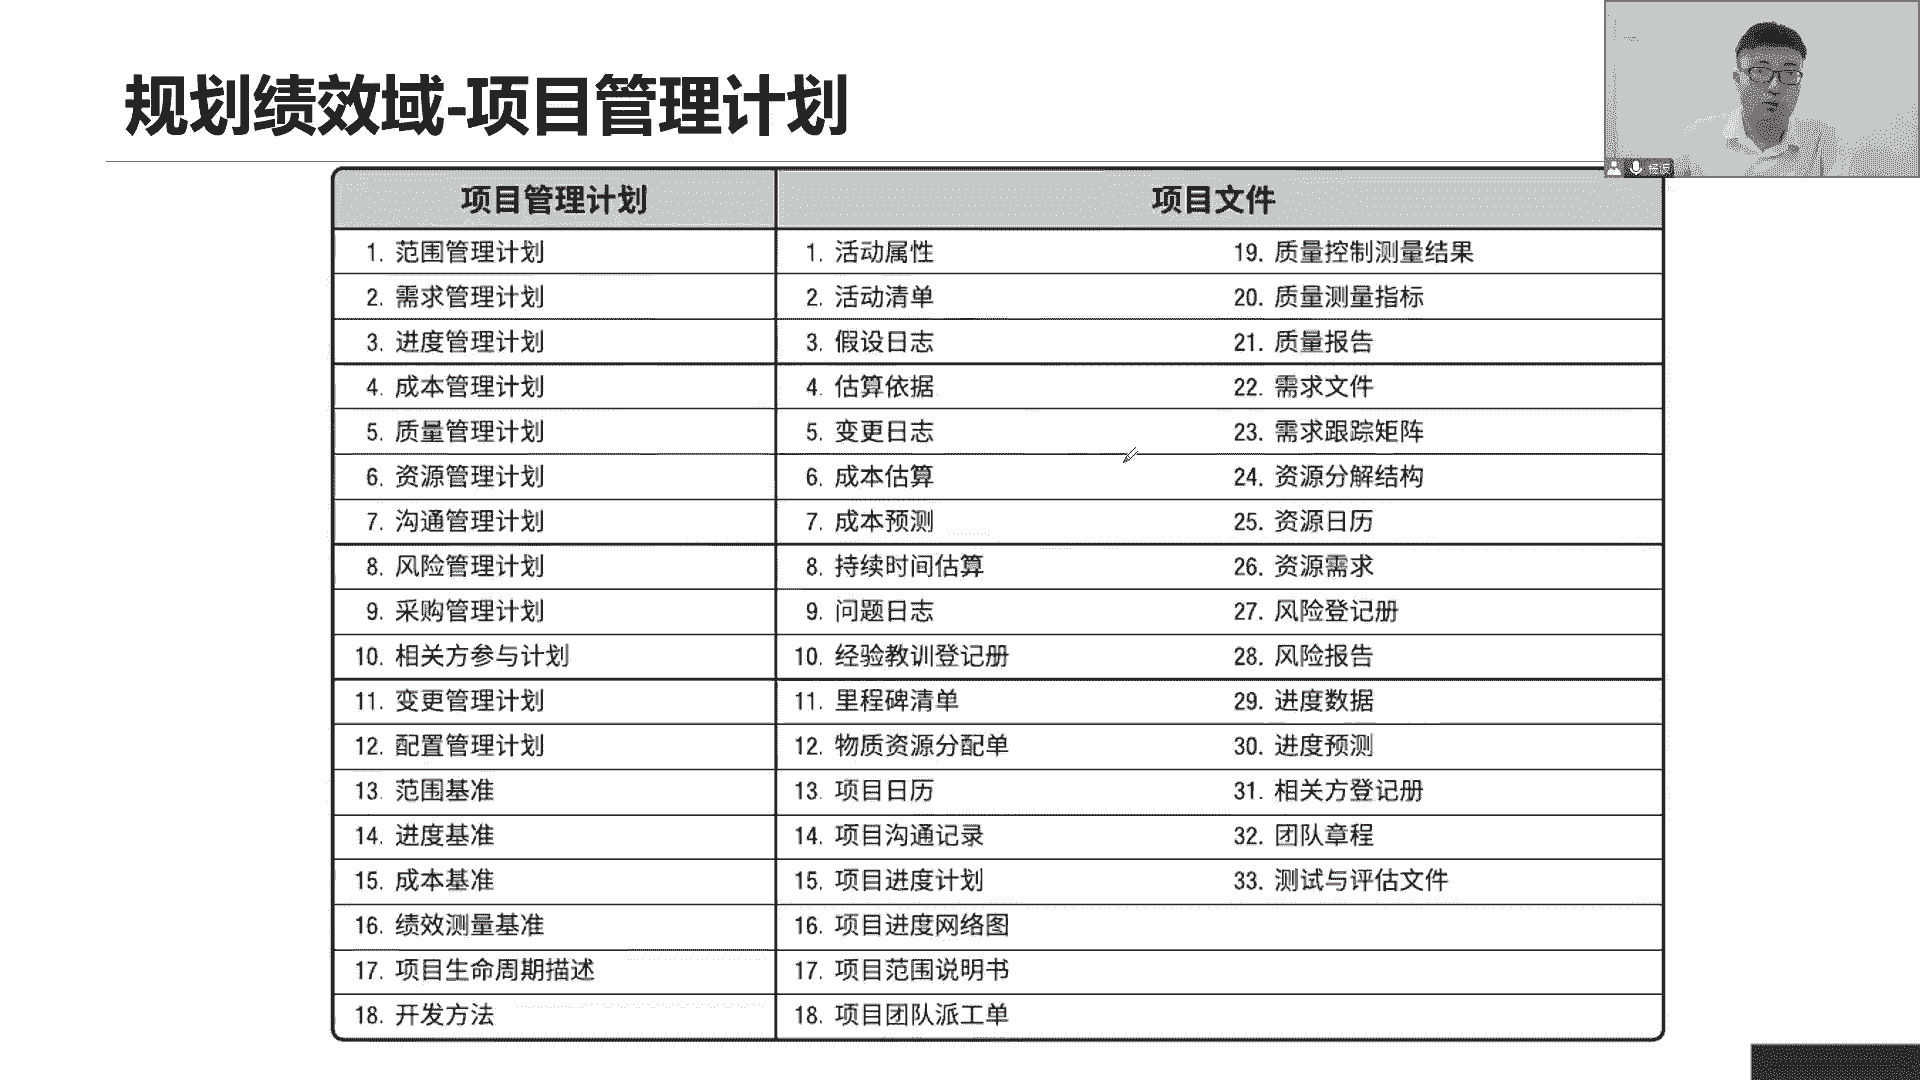 规划绩效域-项目管理计划
项目管理计划 项目文件
1. 范围管理计划 1. 活动属性 19. 质量控制测量结果
2. 需求管理计划 2. 活动清单 20. 质量测量指标
3. 进度管理计划 3. 假设日志 21. 质量报告
4. 成本管理计划 4. 估算依据 22. 需求文件
5. 质量管理计划 5. 变更日志 23. 需求跟踪矩阵
6. 资源管理计划 6. 成本估算 24. 资源分解结构
7. 沟通管理计划 7. 成本预测 25. 资源日历
8. 风险管理计划 8. 持续时间估算 26. 资源需求
9. 采购管理计划 9. 问题日志 27. 风险登记册
10. 相关方参与计划 10. 经验教训登记册 28. 风险报告
11. 变更管理计划 11. 里程碑清单 29. 进度数据
12. 配置管理计划 12. 物质资源分配单 30. 进度预测
13. 范围基准 13. 项目日历 31. 相关方登记册
14. 进度基准 14. 项目沟通记录 32. 团队章程
15. 成本基准 15. 项目进度计划 33. 测试与评估文件
16. 绩效测量基准 16. 项目进度网络图
17. 项目生命周期描述 17. 项目范围说明书
18. 开发方法 18. 项目团队派工单